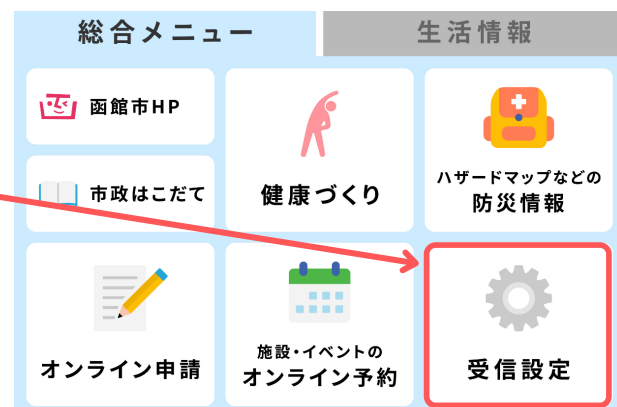 総合メニュー
生活情報
函館市HP
市政はこだて
健康づくり
ハザードマップなどの
防災情報
オンライン申請
施設・イベントの
オンライン予約
受信設定